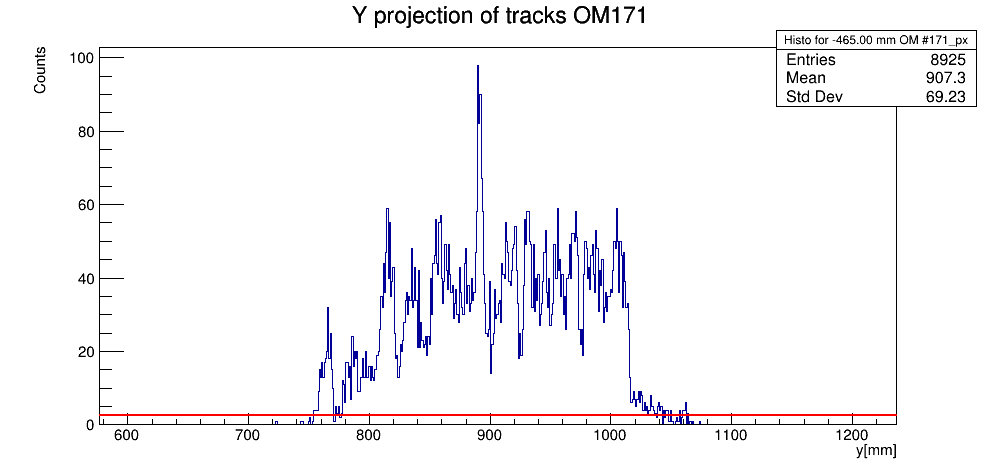 Y projection of tracks OM171
Histo for -465.00 mm OM #171_px
Entries 8925
Mean 907.3
Std Dev 69.23
Counts
100
80
60
40
20
0
600 700 800 900 1000 1100 1200
y[mm]